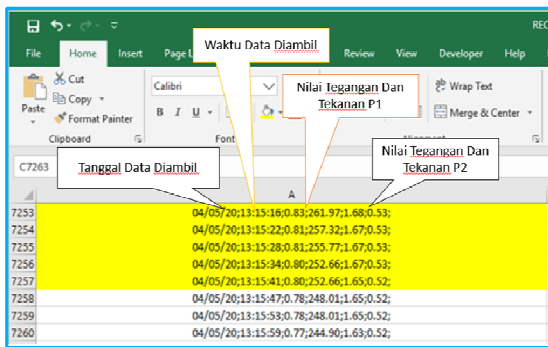 REC
File Home Insert Page L Review View Developer Help
Waktu Data Diambil
Cut
Copy
Format Painter
Paste
Clipboard
Calibri
B I U
Font
Nilai Tegangan Dan
Tekanan P1
Wrap Text
Merge & Center
Nilai Tegangan Dan
Tekanan P2
C7263
Tanggal Data Diambil
A
7253 04/05/20;13:15:16;0.83;261.97;1.68;0.53;
7254 04/05/20;13:15:22;0.81;257.32;1.67;0.53;
7255 04/05/20;13:15:28;0.81;255.77;1.67;0.53;
7256 04/05/20;13:15:34;0.80;252.66;1.67;0.53;
7257 04/05/20;13:15:41;0.80;252.66;1.65;0.52;
7258 04/05/20;13:15:47;0.78;248.01;1.65;0.52;
7259 04/05/20;13:15:53;0.78;248.01;1.65;0.52;
7260 04/05/20;13:15:59;0.77;244.90;1.63;0.52;